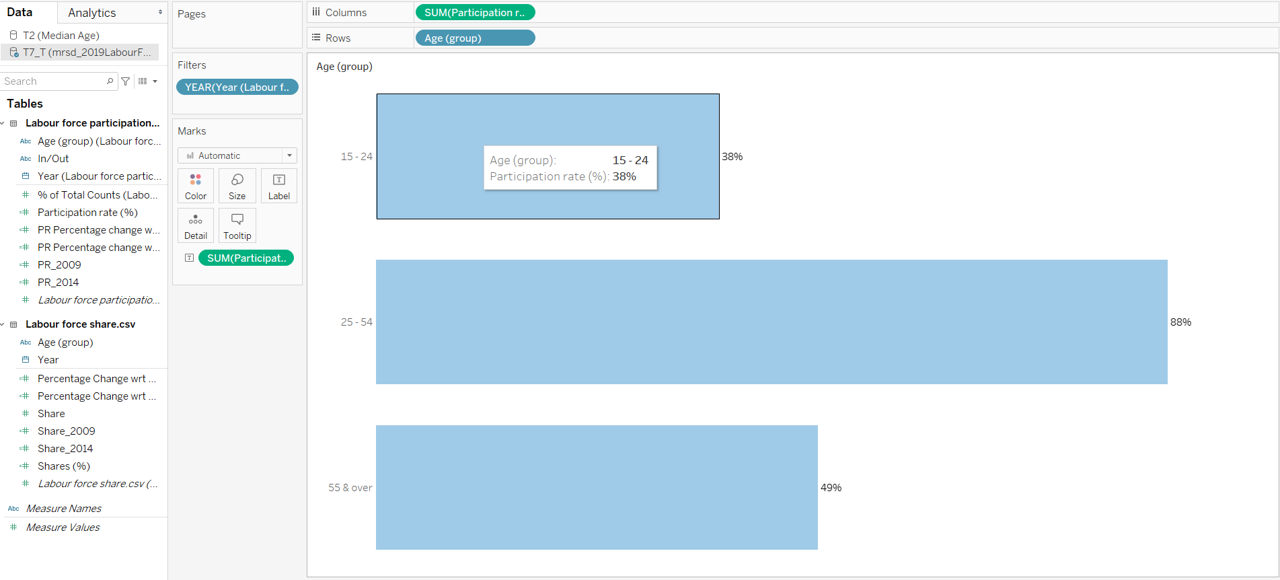 Data
Analytics
T2 (Median Age)
T7_T (mrsd_2019LabourF...
Search
Tables
Labour force participation...
Abc Age (group) (Labour forc...
Abc In/Out
Year (Labour force partic...
# % of Total Counts (Labo...
=# Participation rate (%)
=# PR Percentage change w...
=# PR Percentage change w...
=# PR_2009
=# PR_2014
# Labour force participatio...
Labour force share.csv
Abc Age (group)
Year
=# Percentage Change wrt ...
=# Percentage Change wrt ...
# Share
=# Share_2009
=# Share_2014
=# Shares (%)
# Labour force share.csv (...
Abc Measure Names
# Measure Values
Pages
Filters
YEAR(Year (Labour f..
Marks
Automatic
Color
Size
T
Label
Detail
Tooltip
T SUM(Participat..
Columns
SUM(Participation r..
Rows
Age (group)
Age (group)
15 - 24
38%
Age (group): 15 - 24
Participation rate (%): 38%
25 - 54
88%
55 & over
49%